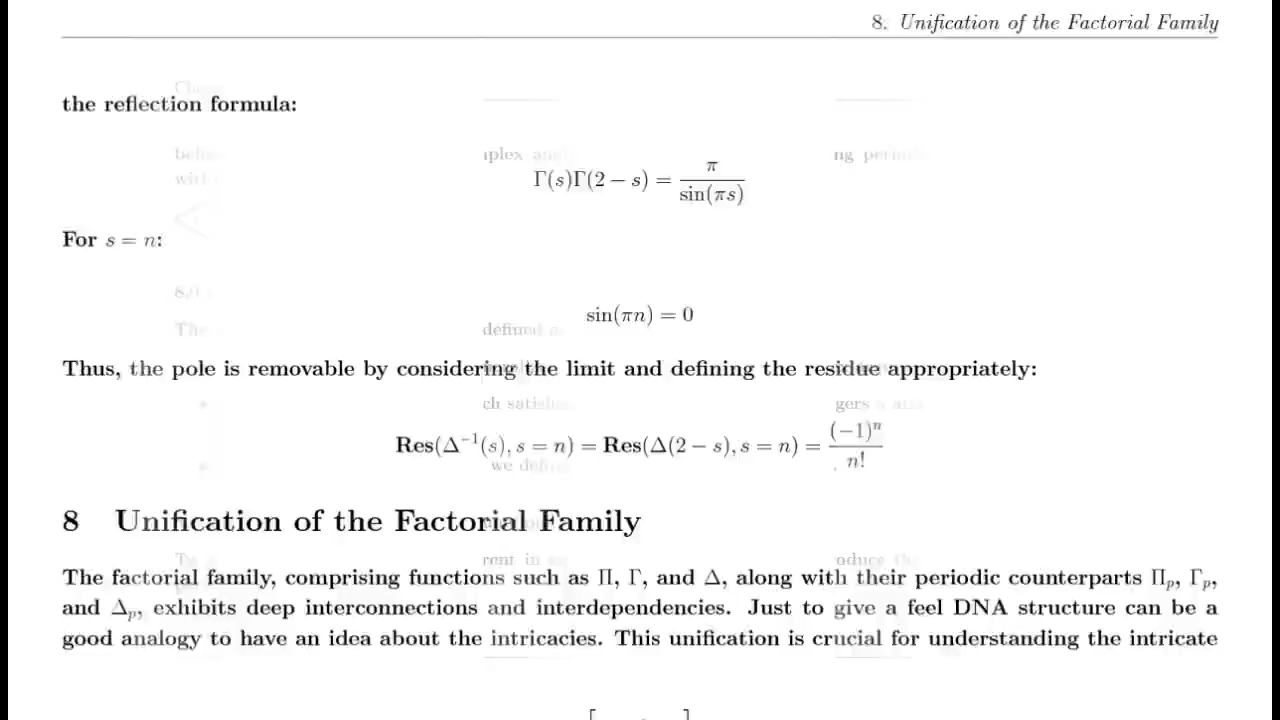 8. Unification of the Factorial Family
the reflection formula:
Γ(s)Γ(2 − s) = π / sin(πs)
For s = n:
sin(πn) = 0
Thus, the pole is removable by considering the limit and defining the residue appropriately:
Res(Δ⁻¹(s), s = n) = Res(Δ(2 − s), s = n) = (−1)ⁿ / n!
8 Unification of the Factorial Family
The factorial family, comprising functions such as Π, Γ, and Δ, along with their periodic counterparts Πₚ, Γₚ,
and Δₚ, exhibits deep interconnections and interdependencies. Just to give a feel DNA structure can be a
good analogy to have an idea about the intricacies. This unification is crucial for understanding the intricate